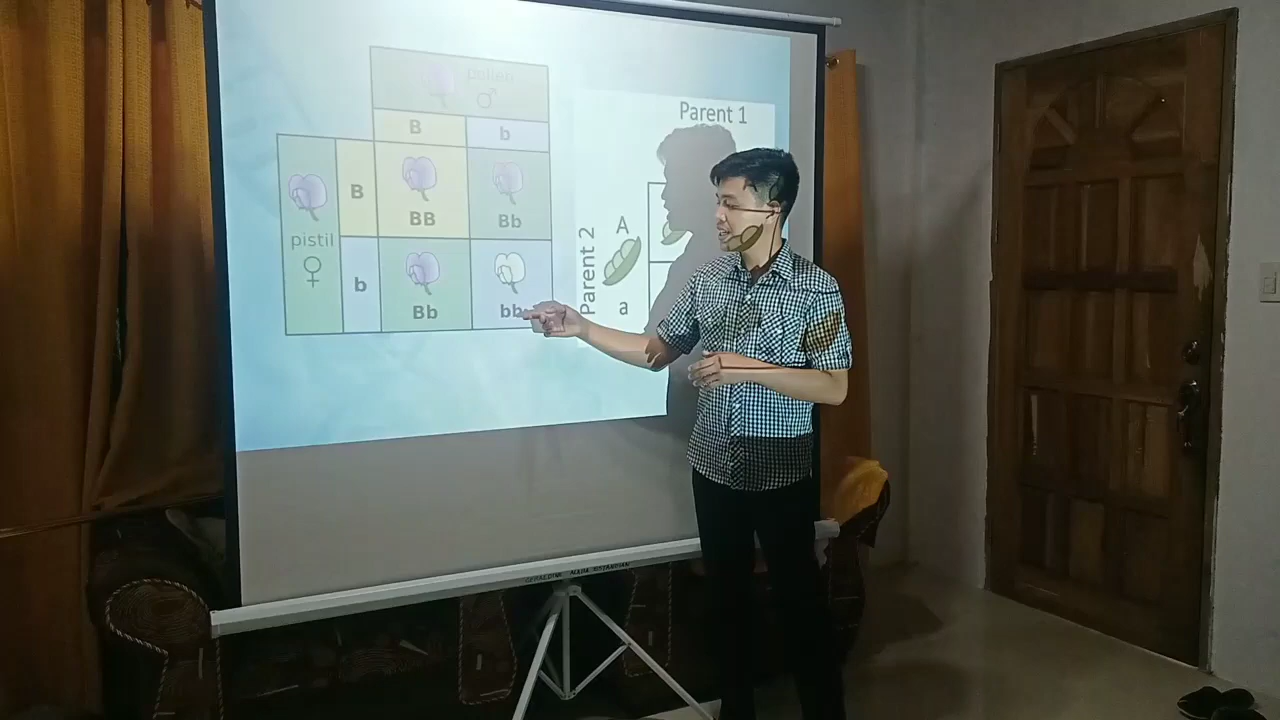 pollen
♂
B b
B BB Bb
pistil
♀
b Bb bb
Parent 1
Parent 2
A
a